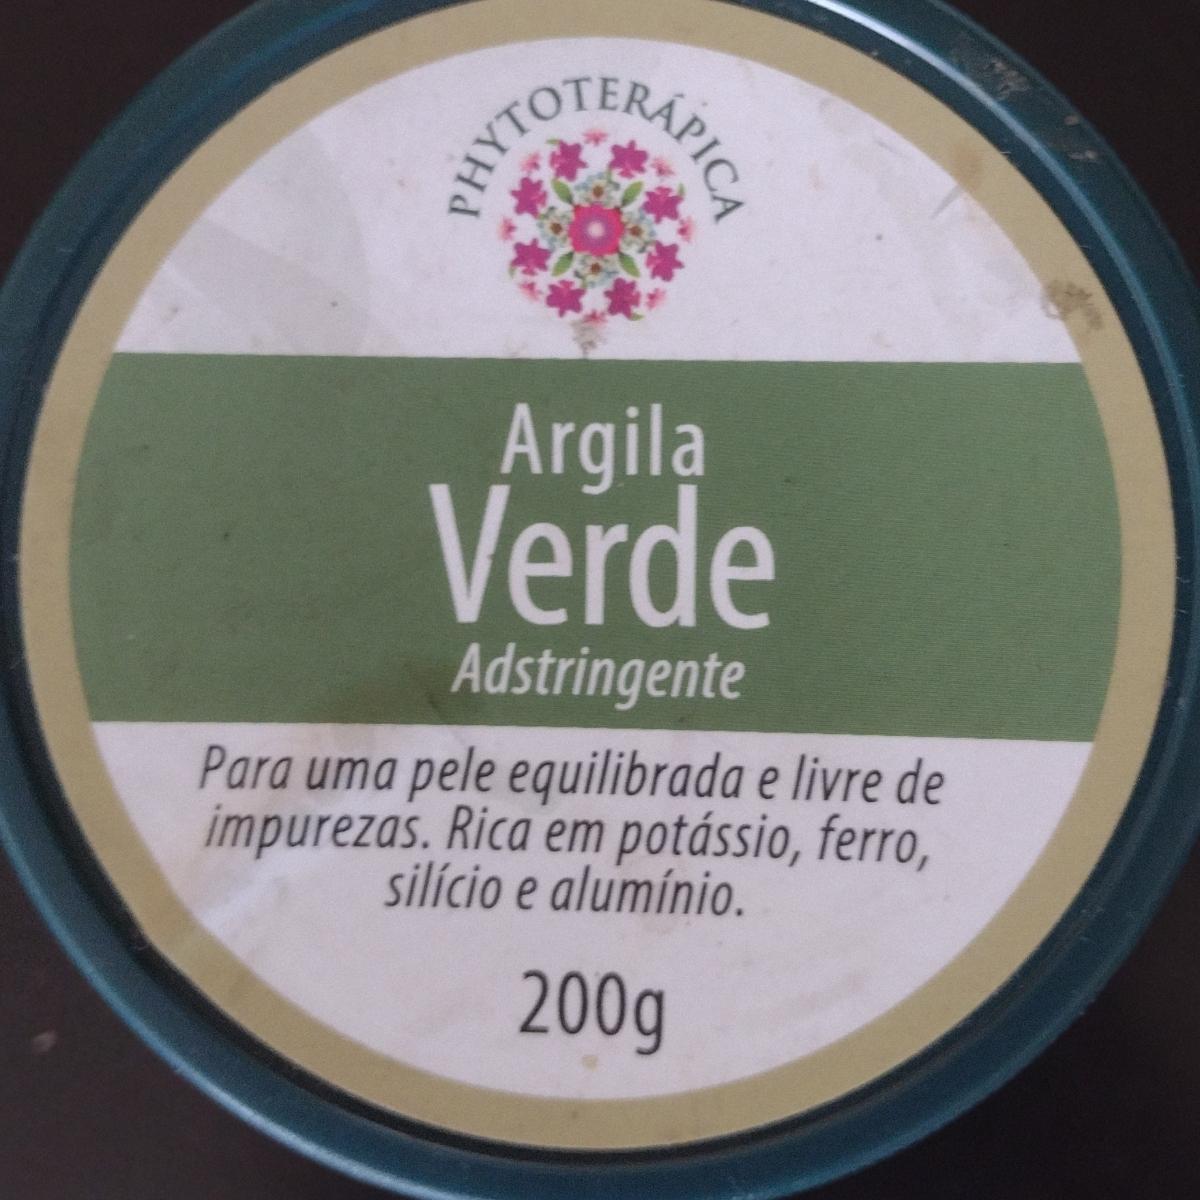 PHYTOTERÁPICA
Argila
Verde
Adstringente
Para uma pele equilibrada e livre de
impurezas. Rica em potássio, ferro,
silício e alumínio.
200g